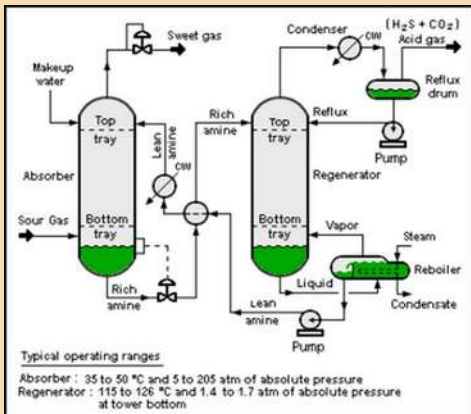 (H₂S + CO₂)
Condenser
Acid gas
CW
Sweet gas
Reflux
drum
Makeup
water
Rich
amine
Reflux
Top
tray
Top
tray
Lean
amine
Pump
Absorber
Regenerator
CW
Sour Gas
Bottom
tray
Bottom
tray
Vapor
Steam
Reboiler
Rich
amine
Liquid
Condensate
Lean
amine
Pump
Typical operating ranges
Absorber : 35 to 50 °C and 5 to 205 atm of absolute pressure
Regenerator : 115 to 126 °C and 1.4 to 1.7 atm of absolute pressure
at tower bottom